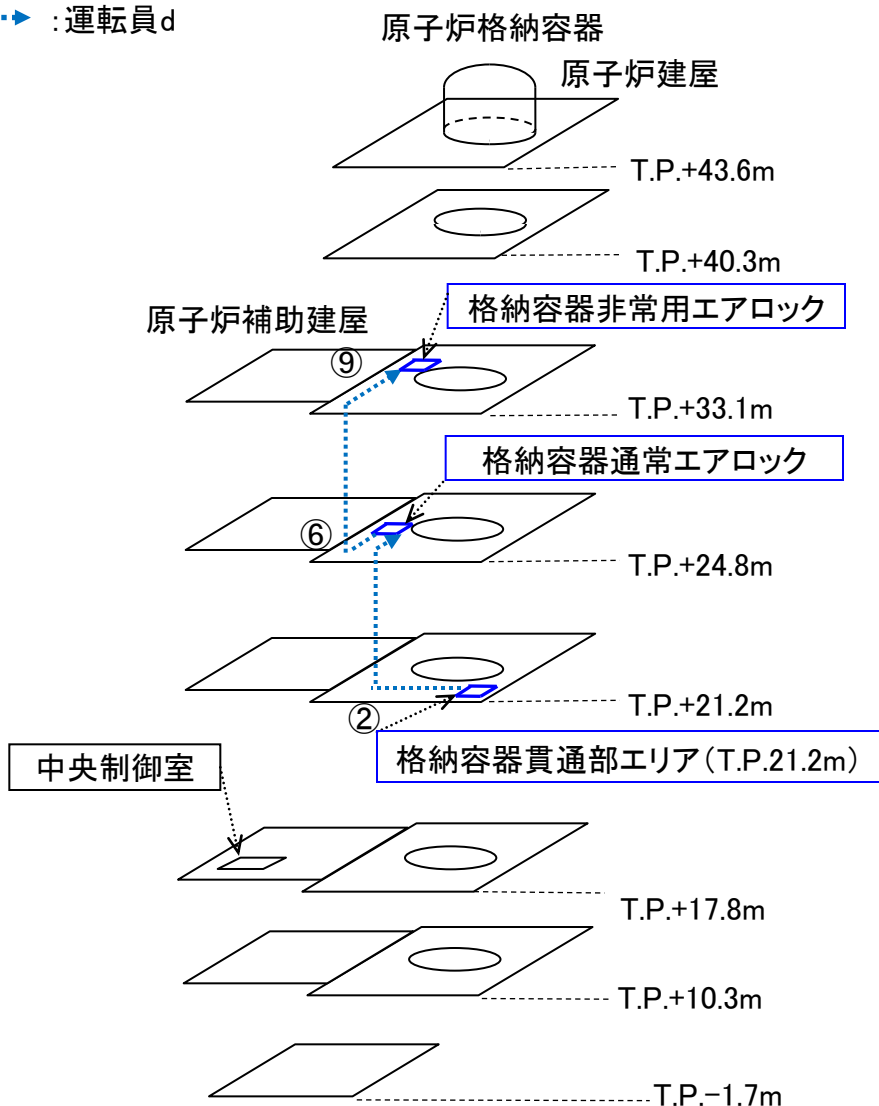 :運転員d
原子炉格納容器
原子炉建屋
T.P.+43.6m
T.P.+40.3m
格納容器非常用エアロック
原子炉補助建屋
⑨
T.P.+33.1m
格納容器通常エアロック
⑥
T.P.+24.8m
②
T.P.+21.2m
格納容器貫通部エリア(T.P.21.2m)
中央制御室
T.P.+17.8m
T.P.+10.3m
T.P.−1.7m